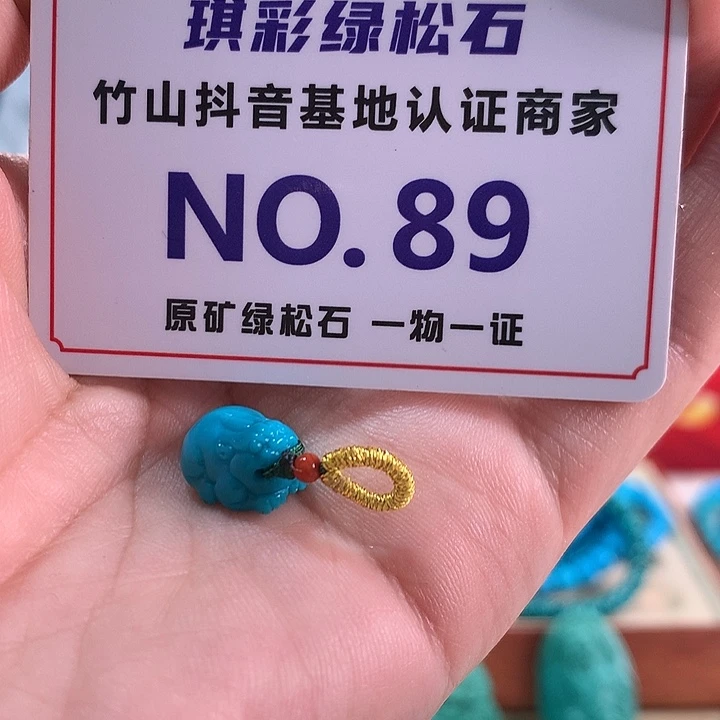 琪彩绿松石
竹山抖音基地认证商家
NO. 89
原矿绿松石 一物一证